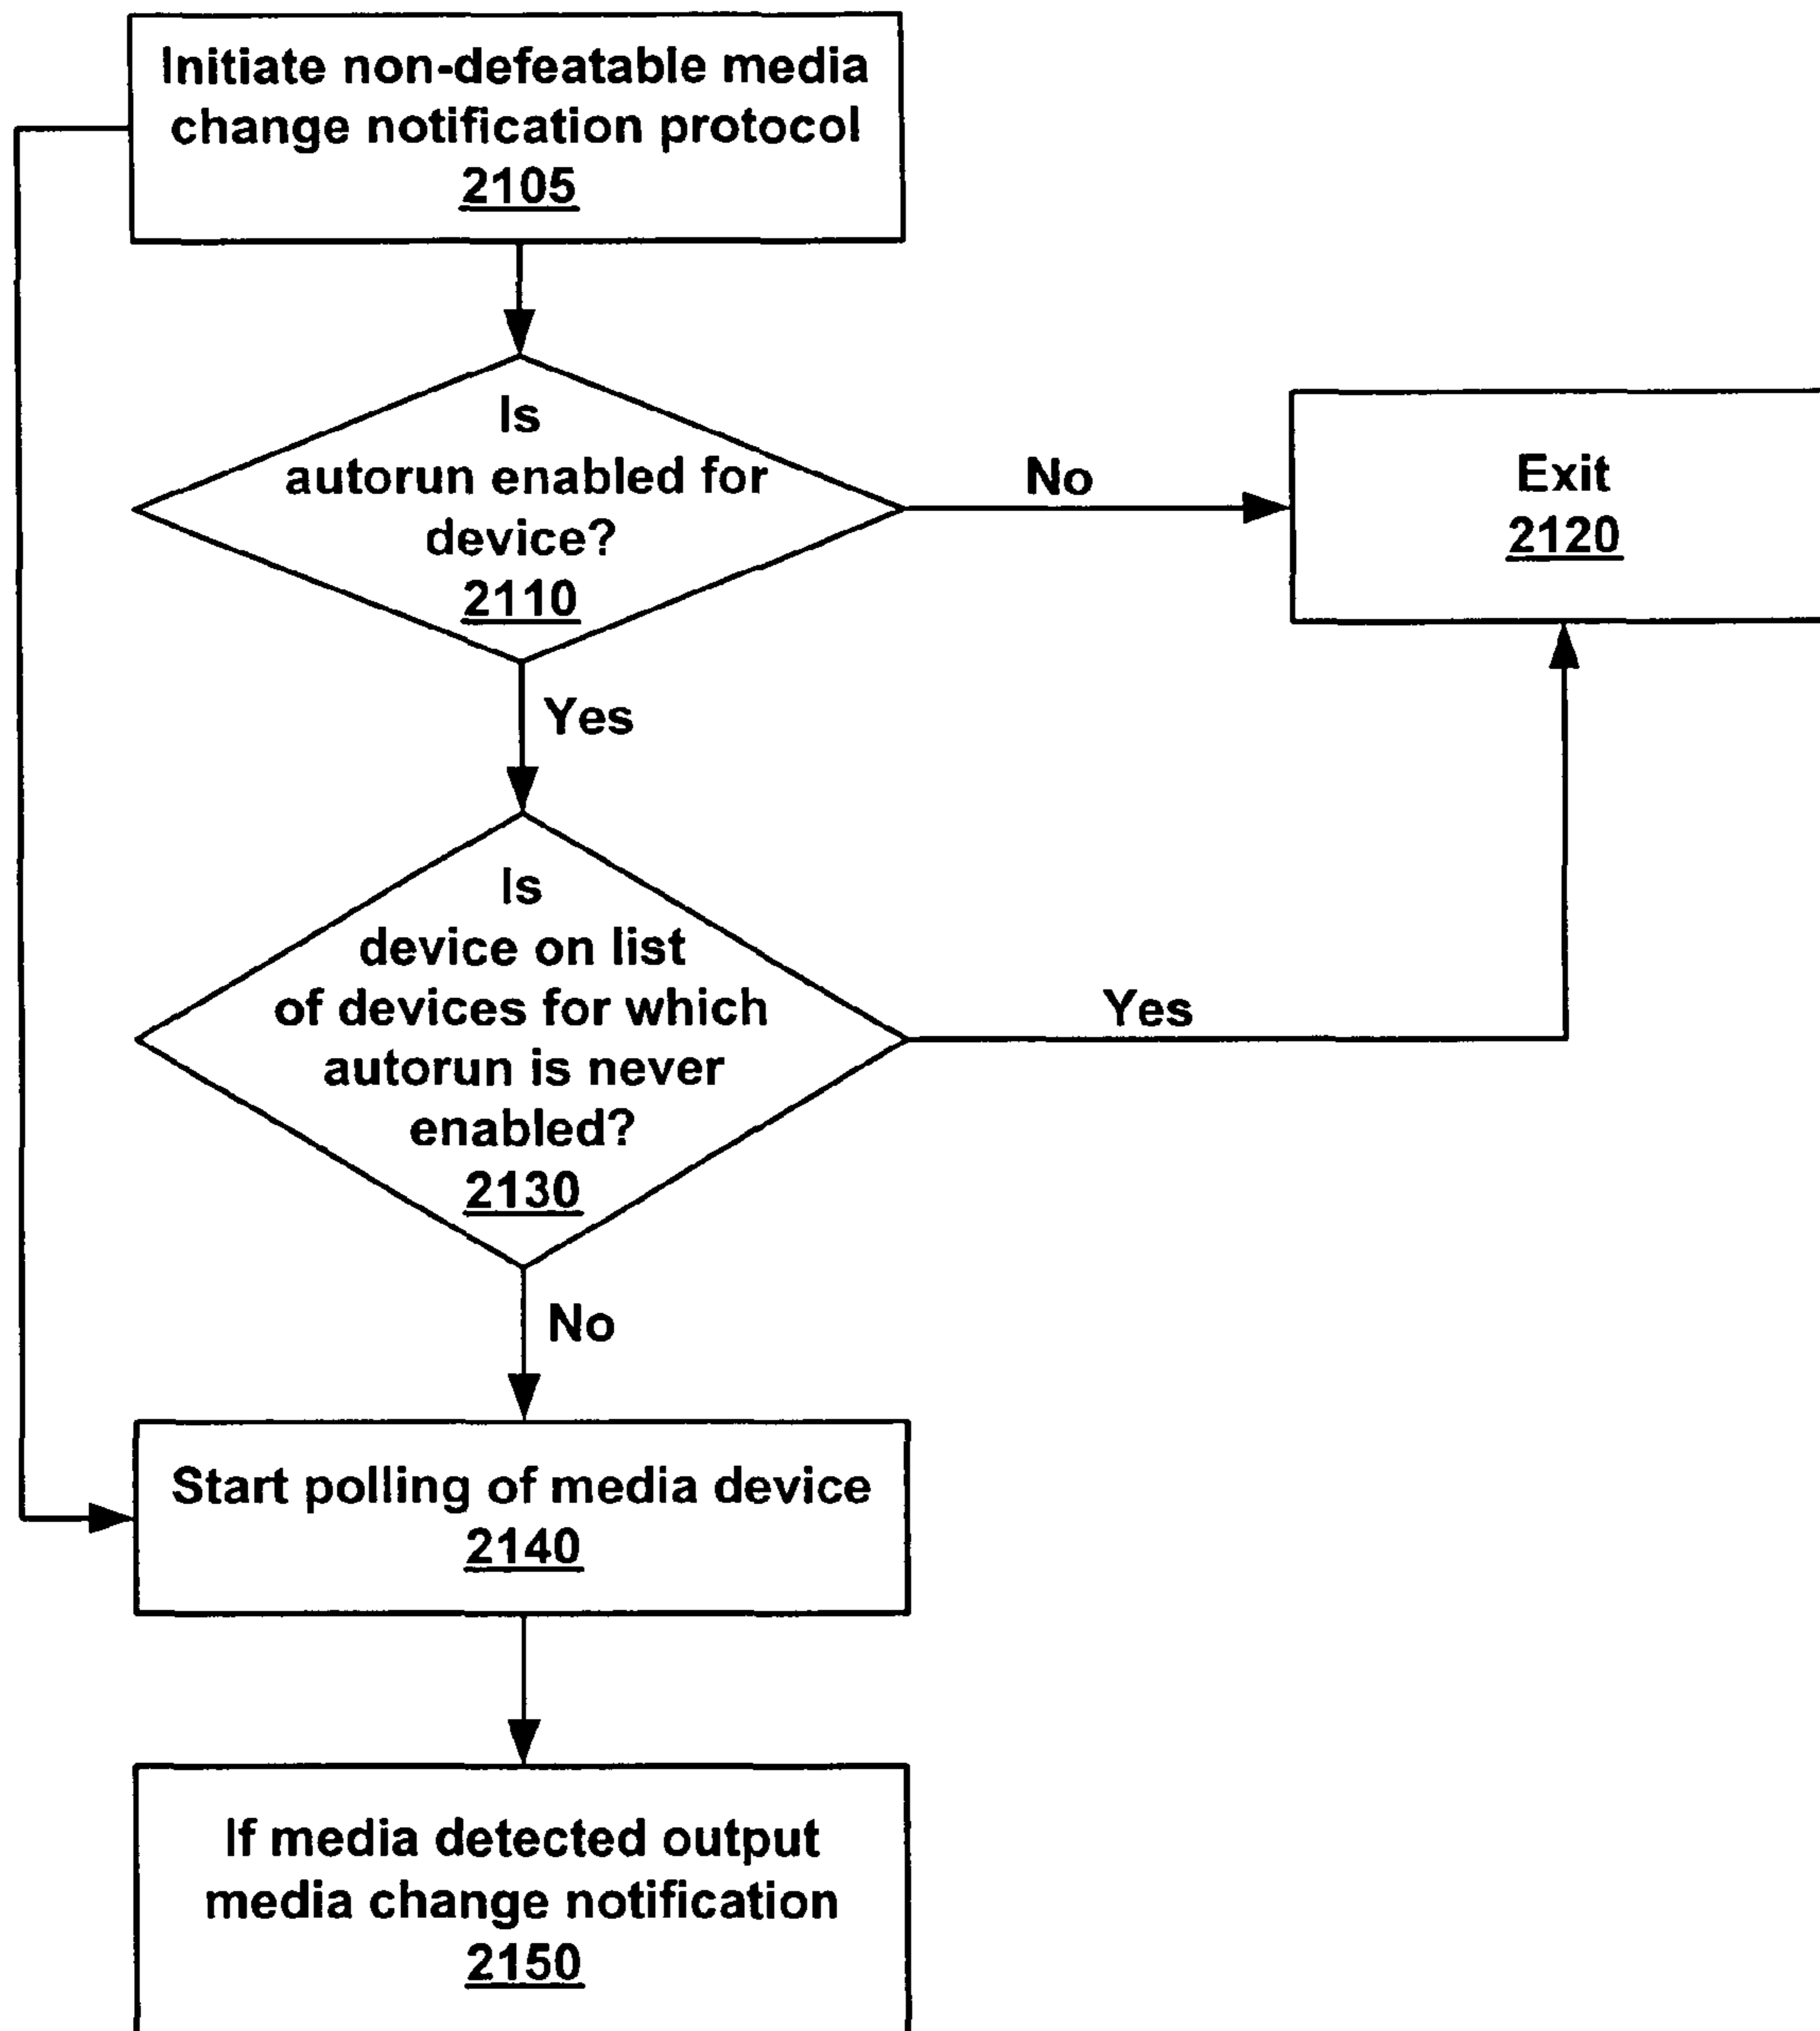 Initiate non-defeatable media
change notification protocol
2105
Is
autorun enabled for
device?
2110
No
Exit
2120
Yes
Is
device on list
of devices for which
autorun is never
enabled?
2130
Yes
No
Start polling of media device
2140
If media detected output
media change notification
2150